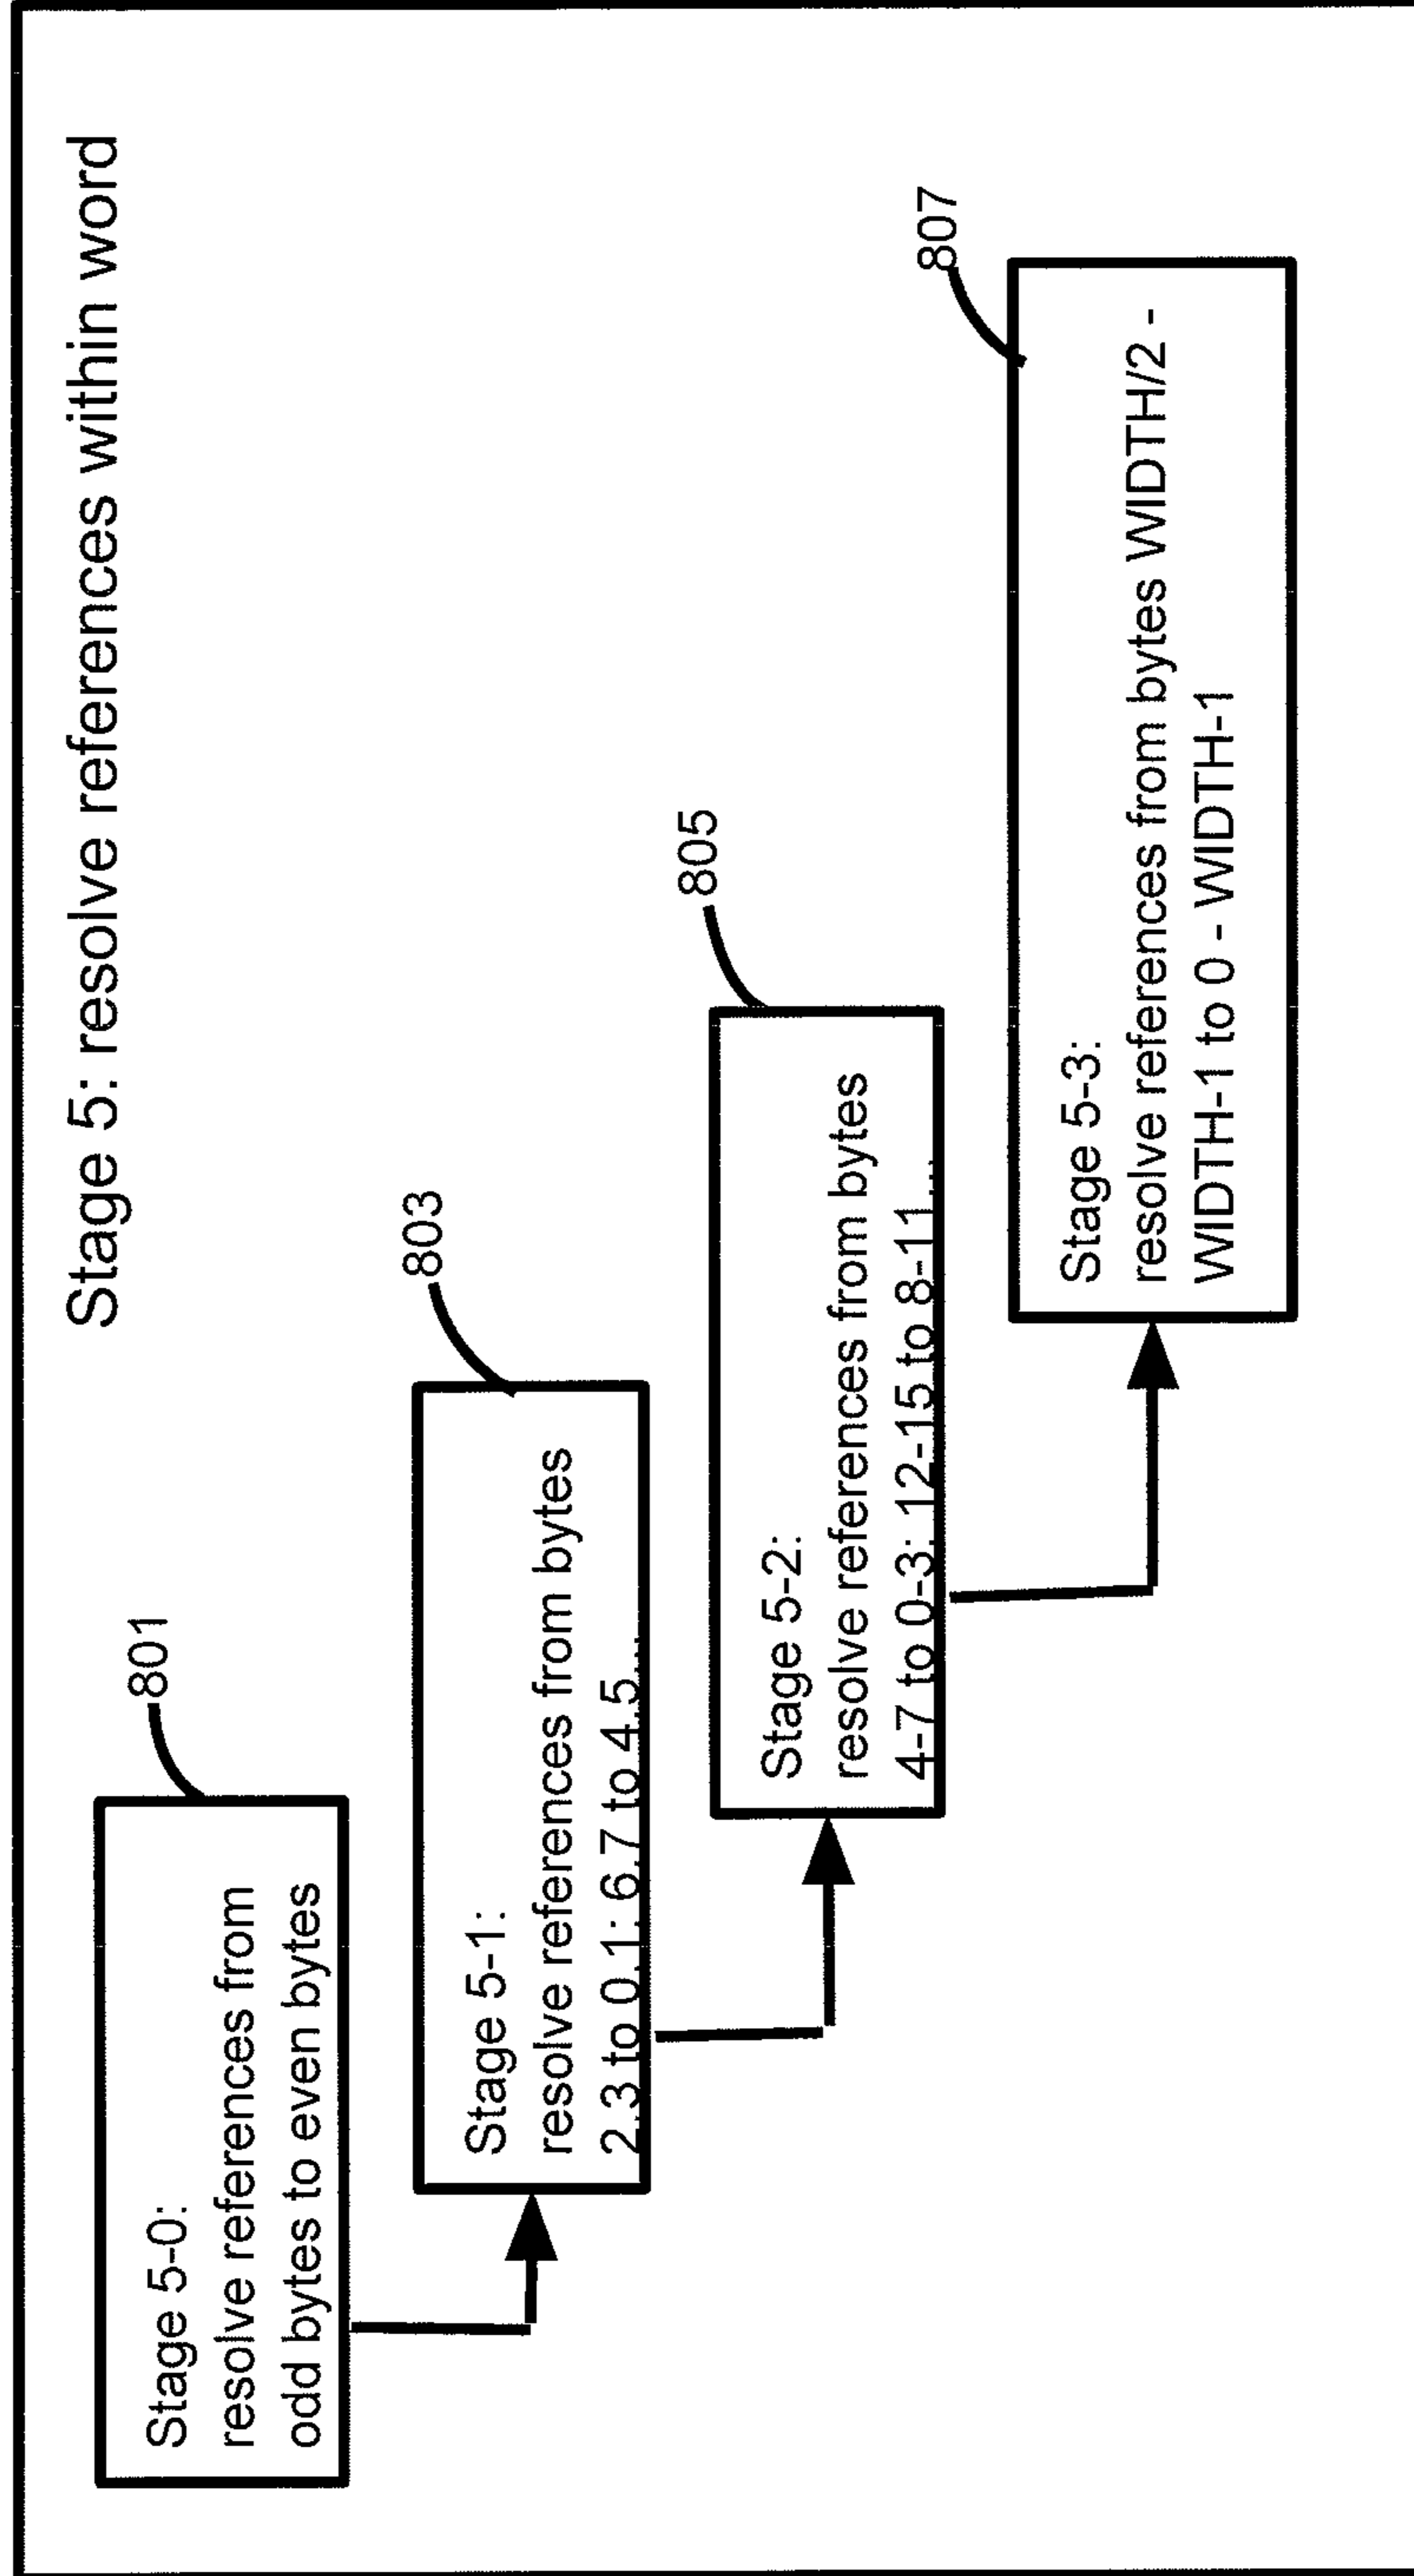 Stage 5: resolve references within word
801
Stage 5-0:
resolve references from
odd bytes to even bytes
803
Stage 5-1:
resolve references from bytes
2,3 to 0,1; 6,7 to 4,5...
805
Stage 5-2:
resolve references from bytes
4-7 to 0-3; 12-15 to 8-11...
807
Stage 5-3:
resolve references from bytes WIDTH/2 -
WIDTH-1 to 0 - WIDTH-1